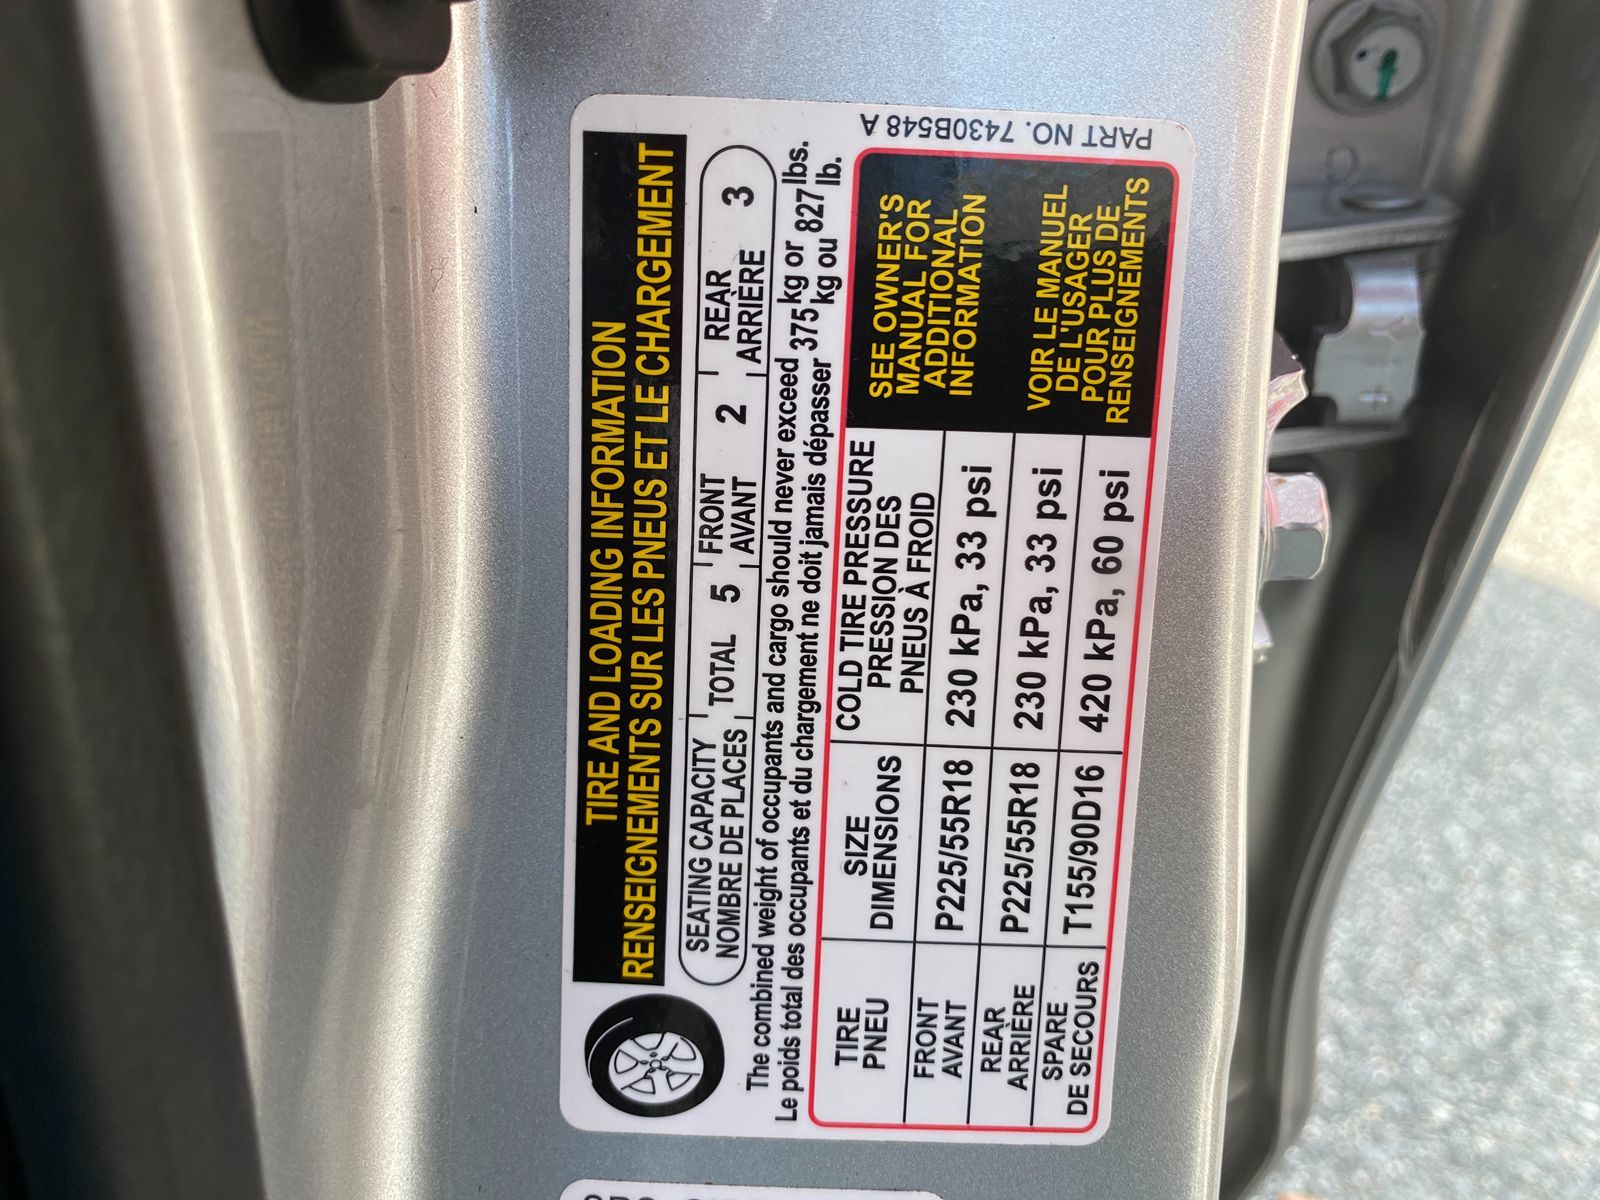 TIRE AND LOADING INFORMATION
RENSEIGNEMENTS SUR LES PNEUS ET LE CHARGEMENT
SEATING CAPACITY TOTAL 5 FRONT 2 REAR 3
NOMBRE DE PLACES AVANT ARRIÈRE
The combined weight of occupants and cargo should never exceed 375 kg or 827 lbs.
Le poids total des occupants et du chargement ne doit jamais dépasser kg ou lb.
TIRE SIZE COLD TIRE PRESSURE
PNEU DIMENSIONS PRESSION DES
PNEUS À FROID
FRONT P225/55R18 230 kPa, 33 psi
AVANT
REAR P225/55R18 230 kPa, 33 psi
ARRIÈRE
SPARE T155/90D16 420 kPa, 60 psi
DE SECOURS
SEE OWNER'S
MANUAL FOR
ADDITIONAL
INFORMATION
VOIR LE MANUEL
DE L'USAGER
POUR PLUS DE
RENSEIGNEMENTS
PART NO. 7430B548 A